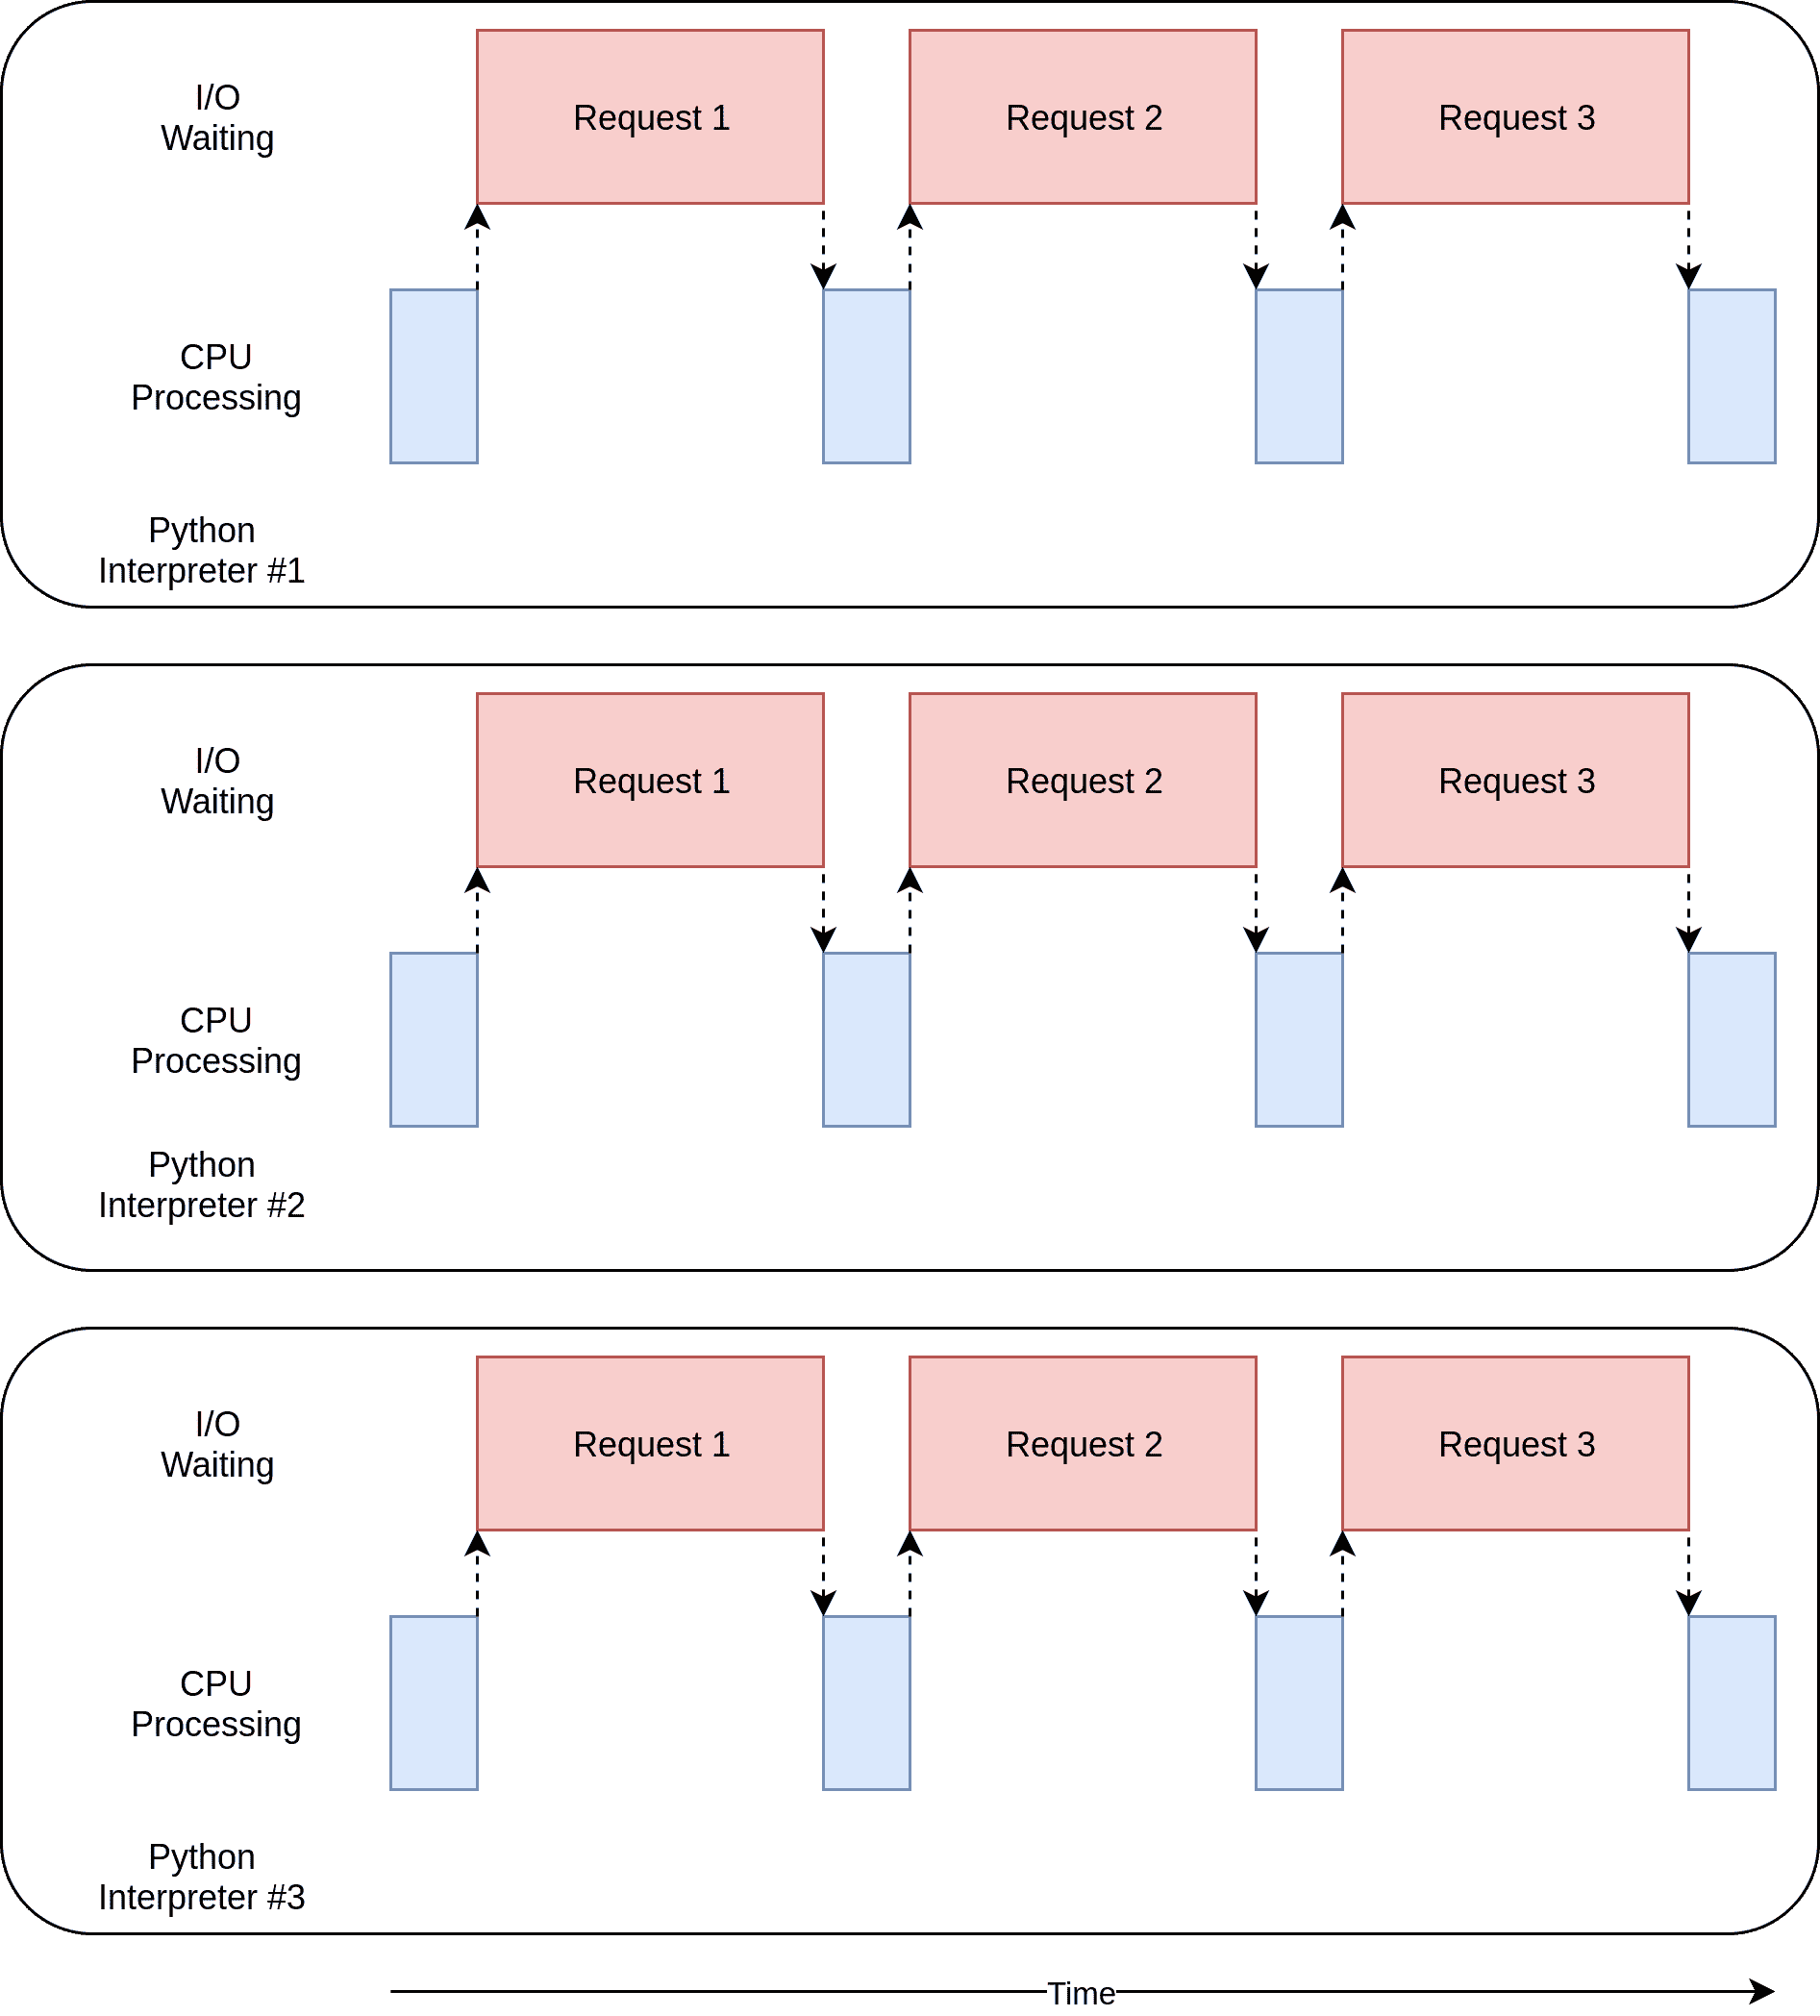 I/O
Waiting
Request 1
Request 2
Request 3
CPU
Processing
Python
Interpreter #1
I/O
Waiting
Request 1
Request 2
Request 3
CPU
Processing
Python
Interpreter #2
I/O
Waiting
Request 1
Request 2
Request 3
CPU
Processing
Python
Interpreter #3
Time